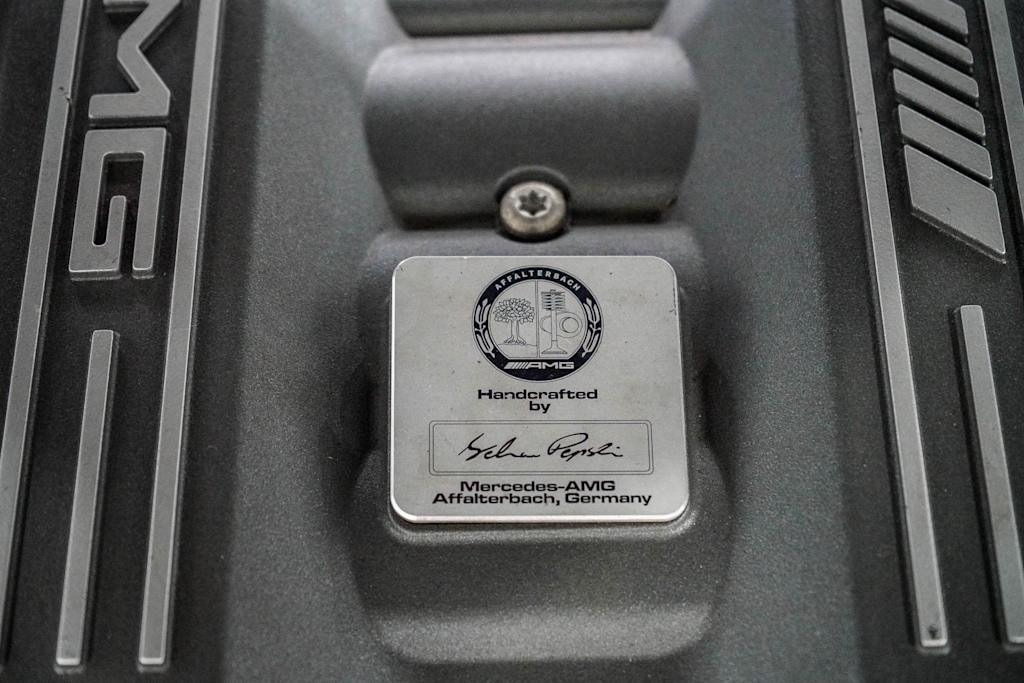 AMG
AFFALTERBACH
AMG
Handcrafted
by
Mercedes-AMG
Affalterbach, Germany